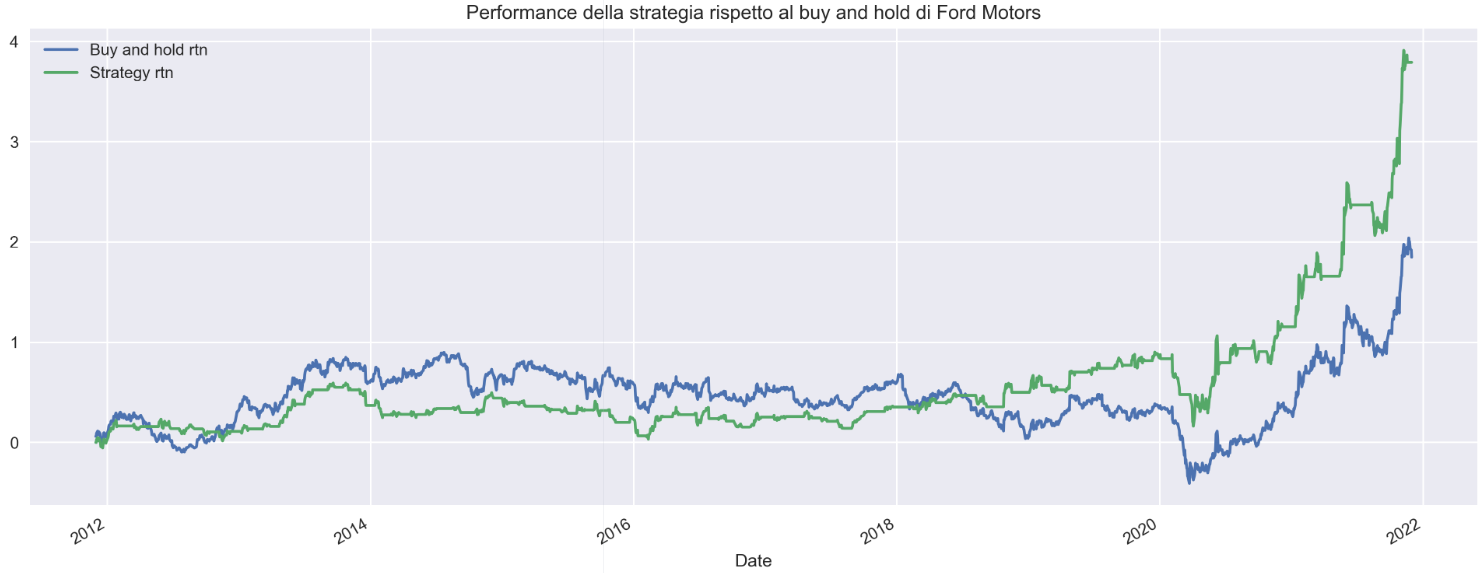 Performance della strategia rispetto al buy and hold di Ford Motors
Buy and hold rtn
Strategy rtn
4
3
2
1
0
2012
2014
2016
2018
2020
2022
Date